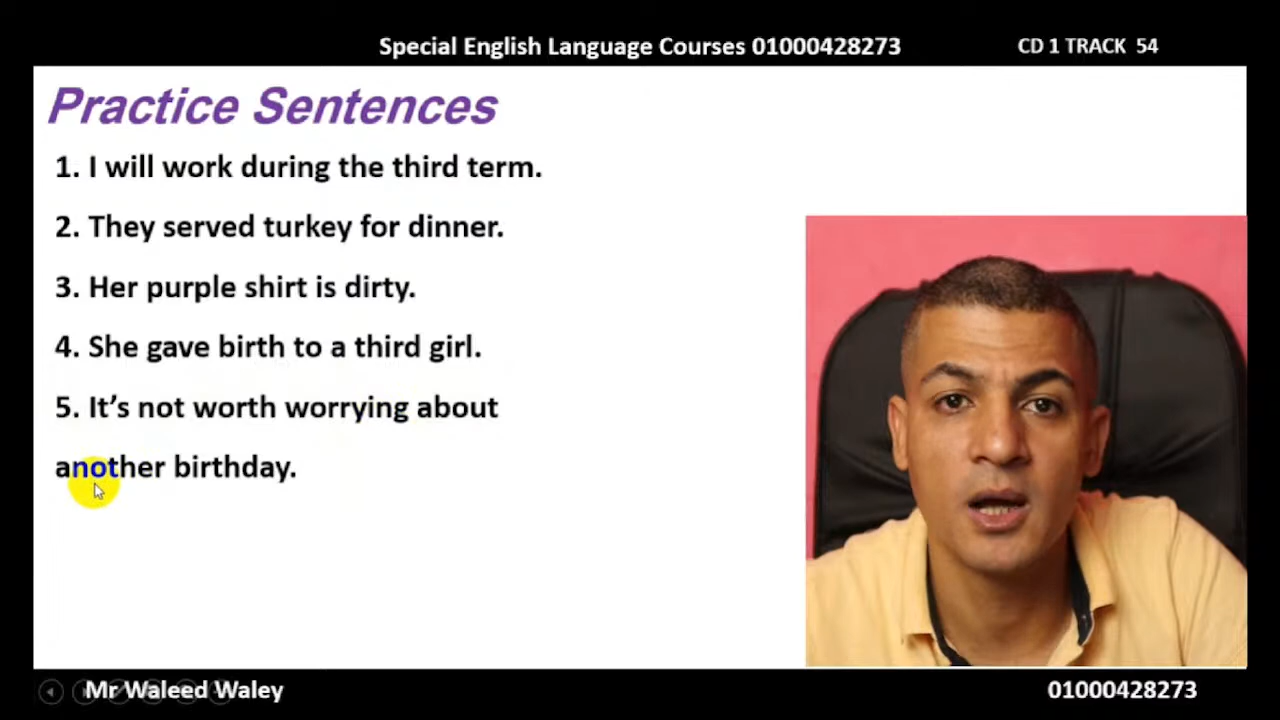 Special English Language Courses 01000428273
CD 1 TRACK 54
Practice Sentences
1. I will work during the third term.
2. They served turkey for dinner.
3. Her purple shirt is dirty.
4. She gave birth to a third girl.
5. It’s not worth worrying about
another birthday.
Mr Waleed Waley
01000428273